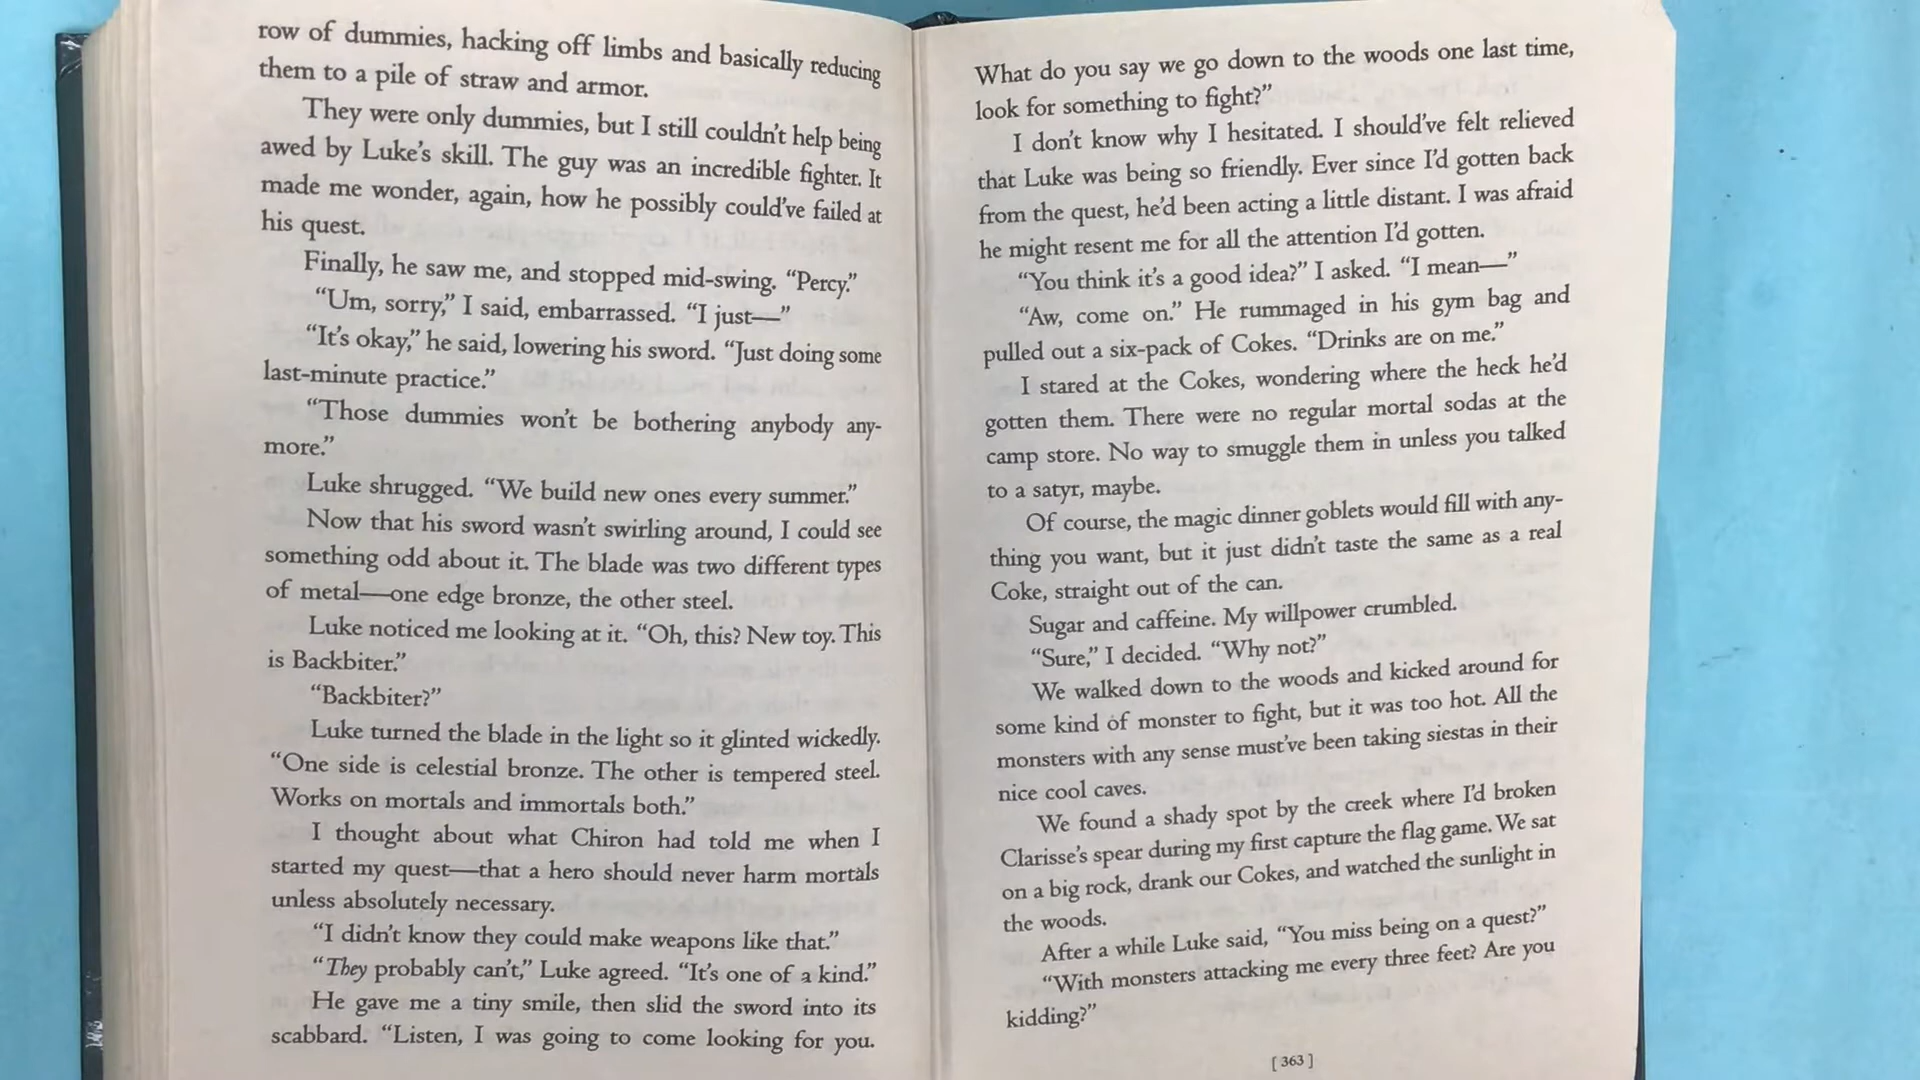 row of dummies, hacking off limbs and basically reducing
them to a pile of straw and armor.
They were only dummies, but I still couldn't help being
awed by Luke's skill. The guy was an incredible fighter. It
made me wonder, again, how he possibly could've failed at
his quest.
Finally, he saw me, and stopped mid-swing. “Percy.”
“Um, sorry,” I said, embarrassed. “I just—”
“It's okay,” he said, lowering his sword. “Just doing some
last-minute practice.”
“Those dummies won't be bothering anybody any-
more.”
Luke shrugged. “We build new ones every summer.”
Now that his sword wasn't swirling around, I could see
something odd about it. The blade was two different types
of metal—one edge bronze, the other steel.
Luke noticed me looking at it. “Oh, this? New toy. This
is Backbiter.”
“Backbiter?”
Luke turned the blade in the light so it glinted wickedly.
“One side is celestial bronze. The other is tempered steel.
Works on mortals and immortals both.”
I thought about what Chiron had told me when I
started my quest—that a hero should never harm mortals
unless absolutely necessary.
“I didn't know they could make weapons like that.”
“They probably can't,” Luke agreed. “It's one of a kind.”
He gave me a tiny smile, then slid the sword into its
scabbard. “Listen, I was going to come looking for you.
What do you say we go down to the woods one last time,
look for something to fight?”
I don't know why I hesitated. I should've felt relieved
that Luke was being so friendly. Ever since I'd gotten back
from the quest, he'd been acting a little distant. I was afraid
he might resent me for all the attention I'd gotten.
“You think it's a good idea?” I asked. “I mean—”
“Aw, come on.” He rummaged in his gym bag and
pulled out a six-pack of Cokes. “Drinks are on me.”
I stared at the Cokes, wondering where the heck he'd
gotten them. There were no regular mortal sodas at the
camp store. No way to smuggle them in unless you talked
to a satyr, maybe.
Of course, the magic dinner goblets would fill with any-
thing you want, but it just didn't taste the same as a real
Coke, straight out of the can.
Sugar and caffeine. My willpower crumbled.
“Sure,” I decided. “Why not?”
We walked down to the woods and kicked around for
some kind of monster to fight, but it was too hot. All the
monsters with any sense must've been taking siestas in their
nice cool caves.
We found a shady spot by the creek where I'd broken
Clarisse's spear during my first capture the flag game. We sat
on a big rock, drank our Cokes, and watched the sunlight in
the woods.
After a while Luke said, “You miss being on a quest?”
“With monsters attacking me every three feet? Are you
kidding?”
[ 363 ]